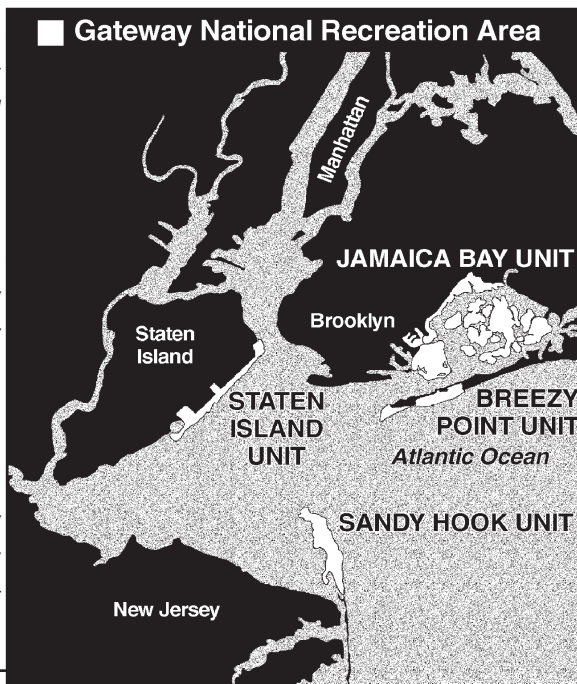 Gateway National Recreation Area
Manhattan
JAMAICA BAY UNIT
Brooklyn
Staten
Island
STATEN
ISLAND
UNIT
BREEZY
POINT UNIT
Atlantic Ocean
SANDY HOOK UNIT
New Jersey